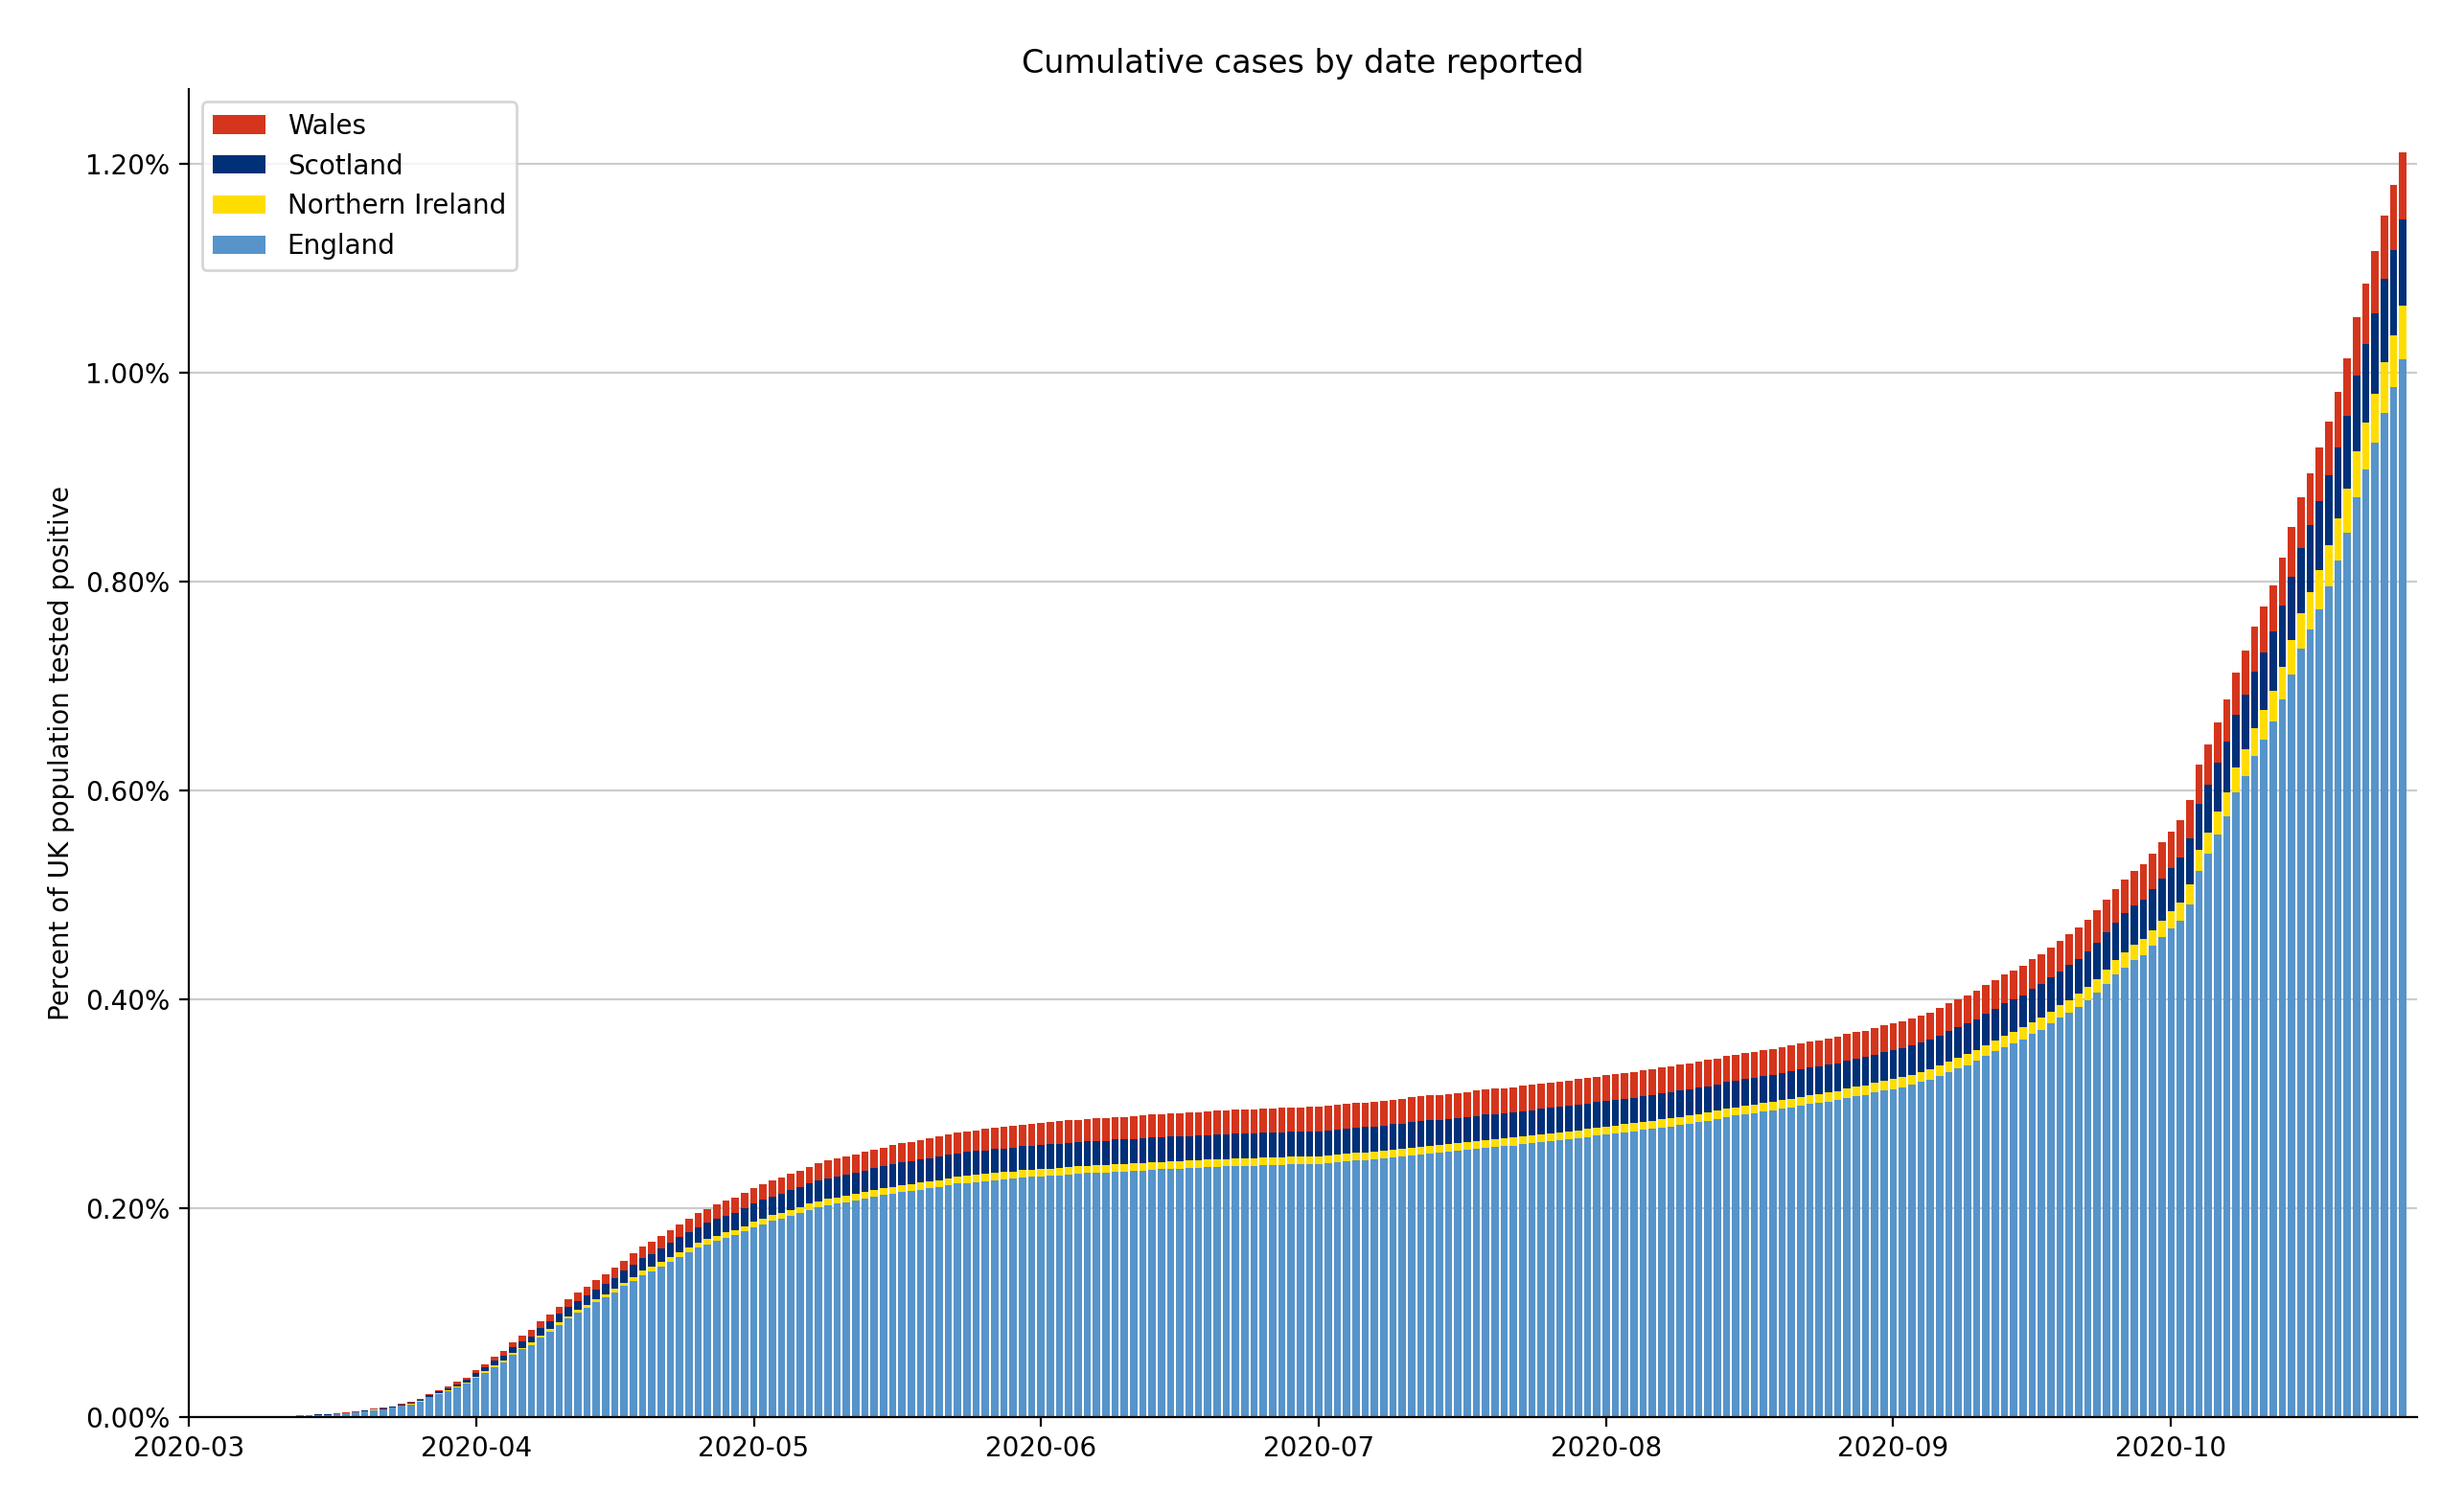 Cumulative cases by date reported
Wales
Scotland
Northern Ireland
England
Percent of UK population tested positive
1.20%
1.00%
0.80%
0.60%
0.40%
0.20%
0.00%
2020-03 2020-04 2020-05 2020-06 2020-07 2020-08 2020-09 2020-10